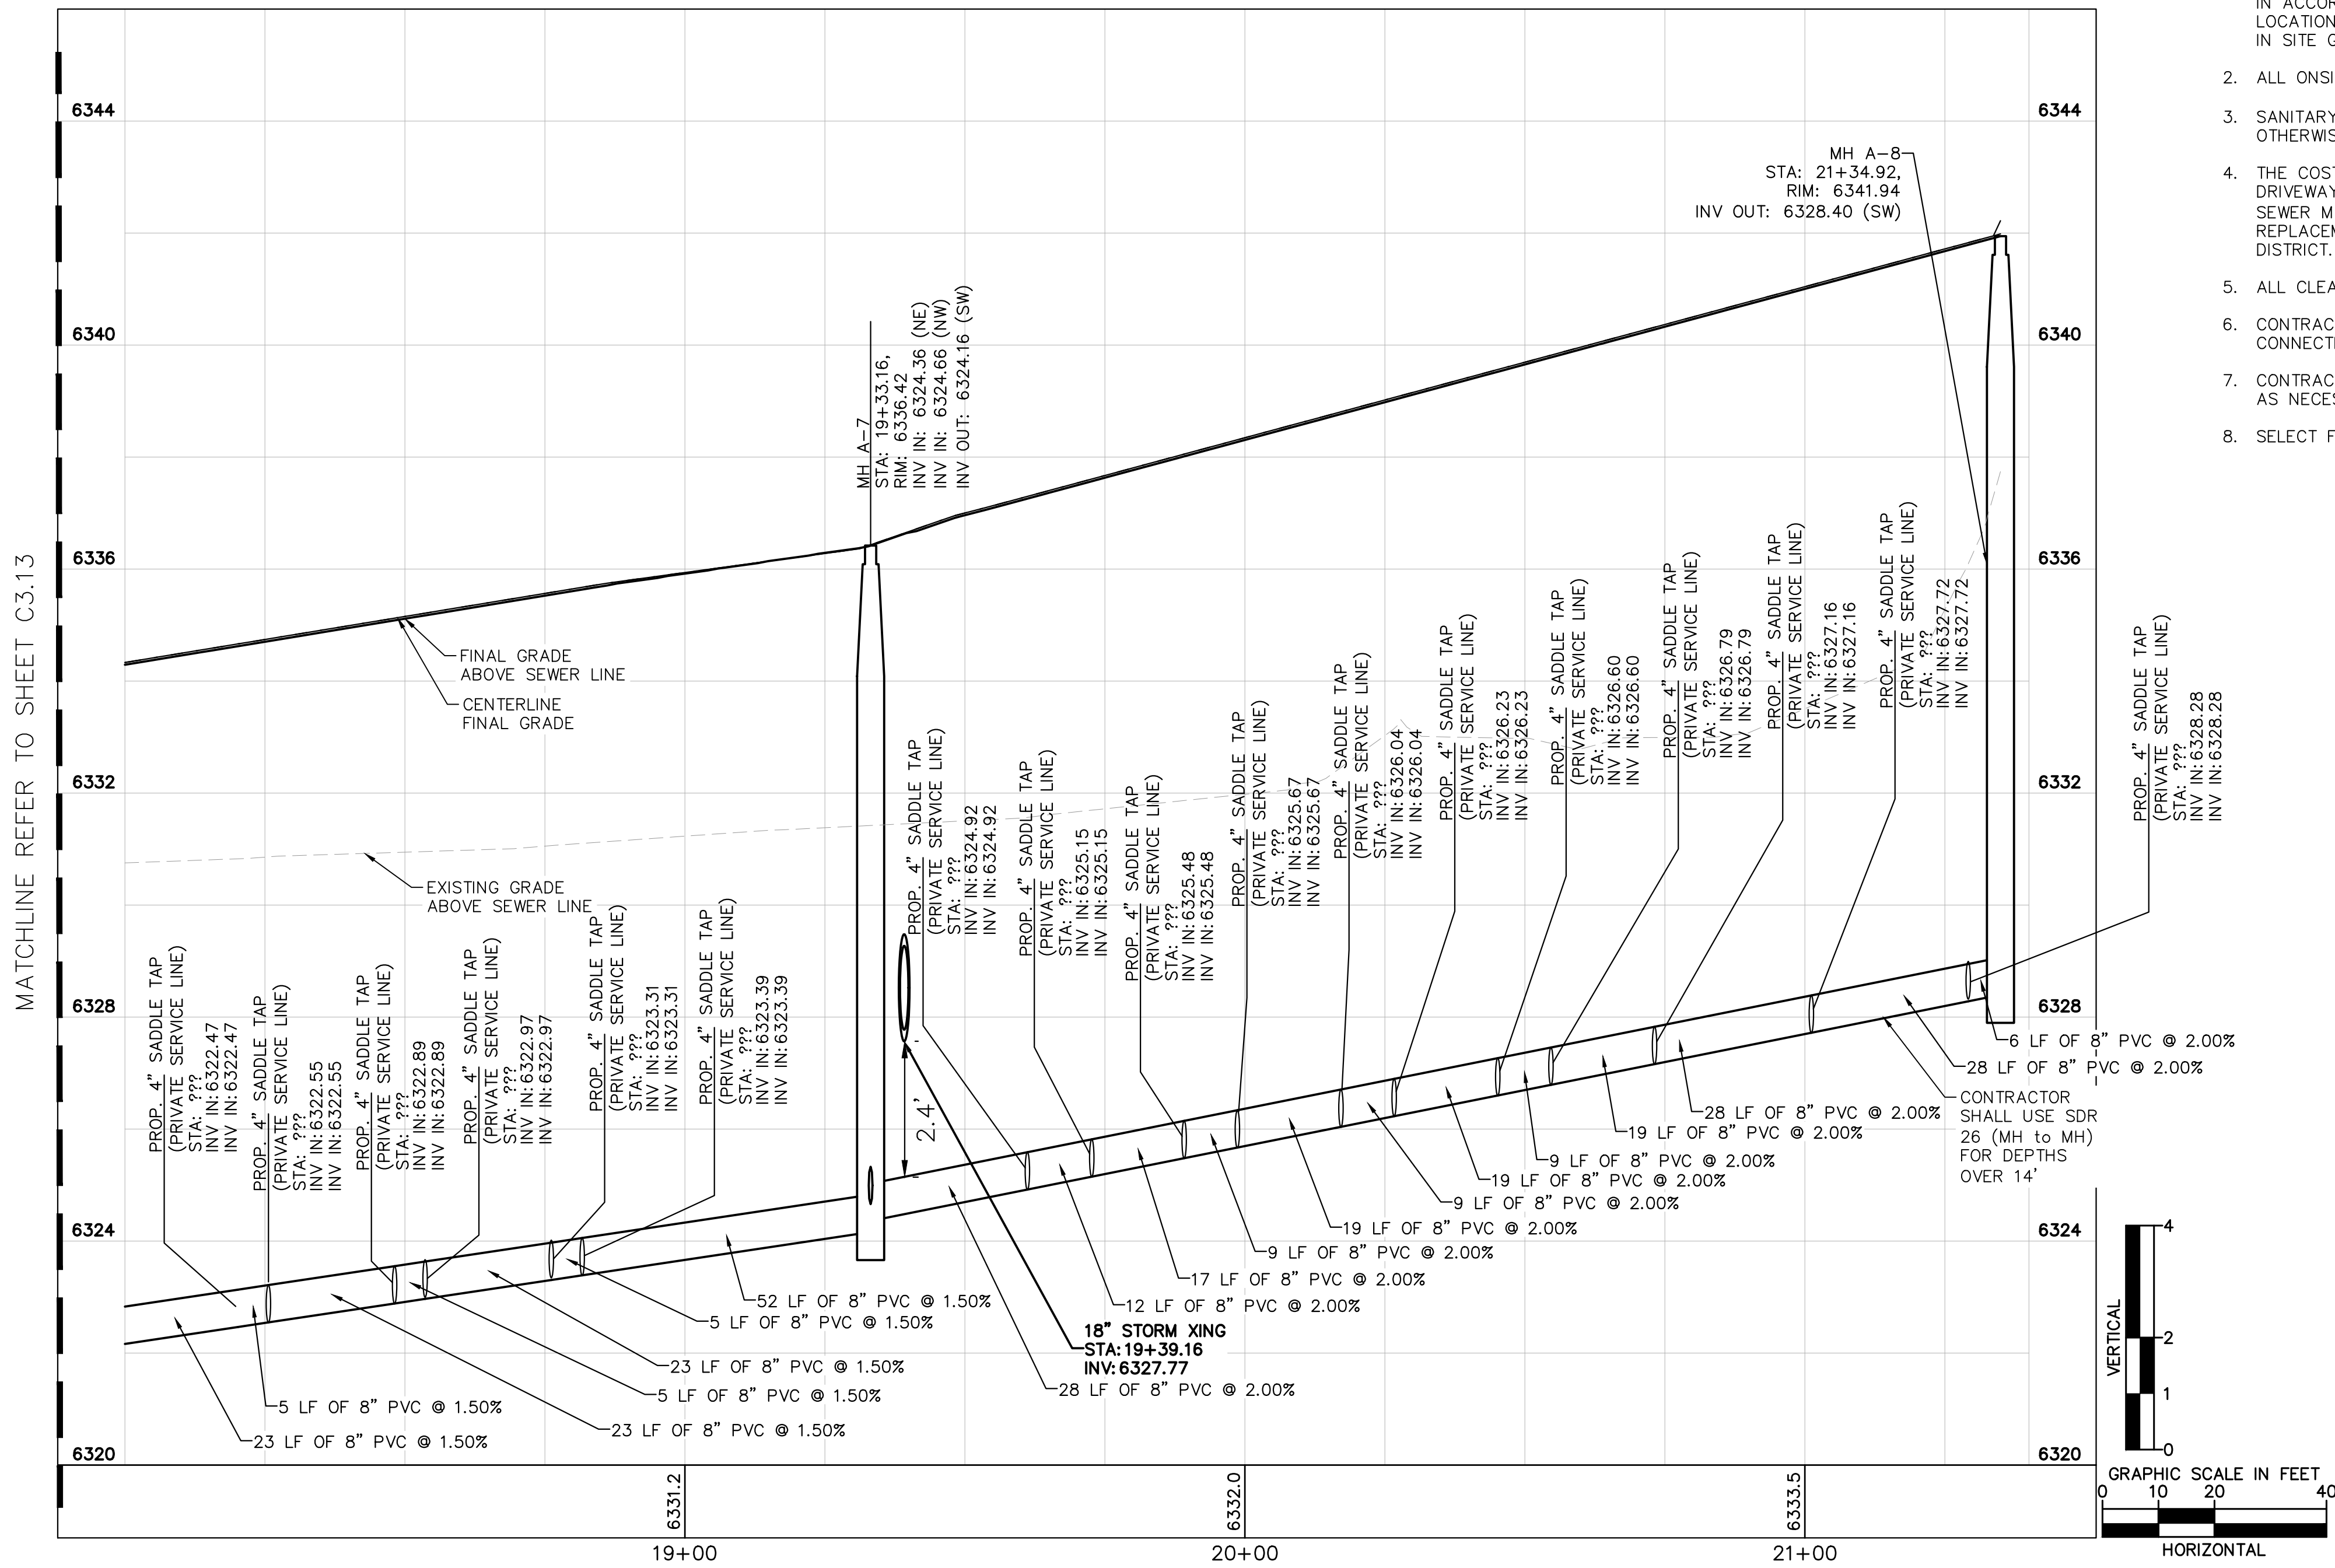 IN ACCOR
LOCATION
IN SITE G
2. ALL ONSI
3. SANITARY
OTHERWIS
4. THE COST
DRIVEWAY
SEWER M
REPLACEM
DISTRICT.
5. ALL CLEA
6. CONTRAC
CONNECTI
7. CONTRAC
AS NECES
8. SELECT F
MATCHLINE REFER TO SHEET C3.13
6344
6340
6336
6332
6328
6324
6320
6344
6340
6336
6332
6328
6324
6320
MH A-8
STA: 21+34.92,
RIM: 6341.94
INV OUT: 6328.40 (SW)
MH A-7
STA: 19+33.16,
RIM: 6336.42
INV IN: 6324.36 (NE)
INV IN: 6324.66 (NW)
INV OUT: 6324.16 (SW)
FINAL GRADE
ABOVE SEWER LINE
CENTERLINE
FINAL GRADE
EXISTING GRADE
ABOVE SEWER LINE
PROP. 4" SADDLE TAP
(PRIVATE SERVICE LINE)
STA: ???
INV IN:6322.47
INV IN:6322.47
PROP. 4" SADDLE TAP
(PRIVATE SERVICE LINE)
STA: ???
INV IN:6322.55
INV IN:6322.55
PROP. 4" SADDLE TAP
(PRIVATE SERVICE LINE)
STA: ???
INV IN:6322.89
INV IN:6322.89
PROP. 4" SADDLE TAP
(PRIVATE SERVICE LINE)
STA: ???
INV IN:6322.97
INV IN:6322.97
PROP. 4" SADDLE TAP
(PRIVATE SERVICE LINE)
STA: ???
INV IN:6323.31
INV IN:6323.31
PROP. 4" SADDLE TAP
(PRIVATE SERVICE LINE)
STA: ???
INV IN:6323.39
INV IN:6323.39
PROP. 4" SADDLE TAP
(PRIVATE SERVICE LINE)
STA: ???
INV IN:6324.92
INV IN:6324.92
PROP. 4" SADDLE TAP
(PRIVATE SERVICE LINE)
STA: ???
INV IN:6325.15
INV IN:6325.15
PROP. 4" SADDLE TAP
(PRIVATE SERVICE LINE)
STA: ???
INV IN:6325.48
INV IN:6325.48
PROP. 4" SADDLE TAP
(PRIVATE SERVICE LINE)
STA: ???
INV IN:6325.67
INV IN:6325.67
PROP. 4" SADDLE TAP
(PRIVATE SERVICE LINE)
STA: ???
INV IN:6326.04
INV IN:6326.04
PROP. 4" SADDLE TAP
(PRIVATE SERVICE LINE)
STA: ???
INV IN:6326.23
INV IN:6326.23
PROP. 4" SADDLE TAP
(PRIVATE SERVICE LINE)
STA: ???
INV IN:6326.60
INV IN:6326.60
PROP. 4" SADDLE TAP
(PRIVATE SERVICE LINE)
STA: ???
INV IN:6326.79
INV IN:6326.79
PROP. 4" SADDLE TAP
(PRIVATE SERVICE LINE)
STA: ???
INV IN:6327.16
INV IN:6327.16
PROP. 4" SADDLE TAP
(PRIVATE SERVICE LINE)
STA: ???
INV IN:6327.72
INV IN:6327.72
PROP. 4" SADDLE TAP
(PRIVATE SERVICE LINE)
STA: ???
INV IN:6328.28
INV IN:6328.28
2.4'
6 LF OF 8" PVC @ 2.00%
28 LF OF 8" PVC @ 2.00%
CONTRACTOR
SHALL USE SDR
26 (MH to MH)
FOR DEPTHS
OVER 14'
28 LF OF 8" PVC @ 2.00%
19 LF OF 8" PVC @ 2.00%
9 LF OF 8" PVC @ 2.00%
19 LF OF 8" PVC @ 2.00%
9 LF OF 8" PVC @ 2.00%
19 LF OF 8" PVC @ 2.00%
9 LF OF 8" PVC @ 2.00%
17 LF OF 8" PVC @ 2.00%
12 LF OF 8" PVC @ 2.00%
18" STORM XING
STA:19+39.16
INV:6327.77
28 LF OF 8" PVC @ 2.00%
52 LF OF 8" PVC @ 1.50%
5 LF OF 8" PVC @ 1.50%
23 LF OF 8" PVC @ 1.50%
5 LF OF 8" PVC @ 1.50%
23 LF OF 8" PVC @ 1.50%
5 LF OF 8" PVC @ 1.50%
23 LF OF 8" PVC @ 1.50%
6331.2
6332.0
6333.5
19+00
20+00
21+00
VERTICAL
4
2
1
0
GRAPHIC SCALE IN FEET
0 10 20 40
HORIZONTAL